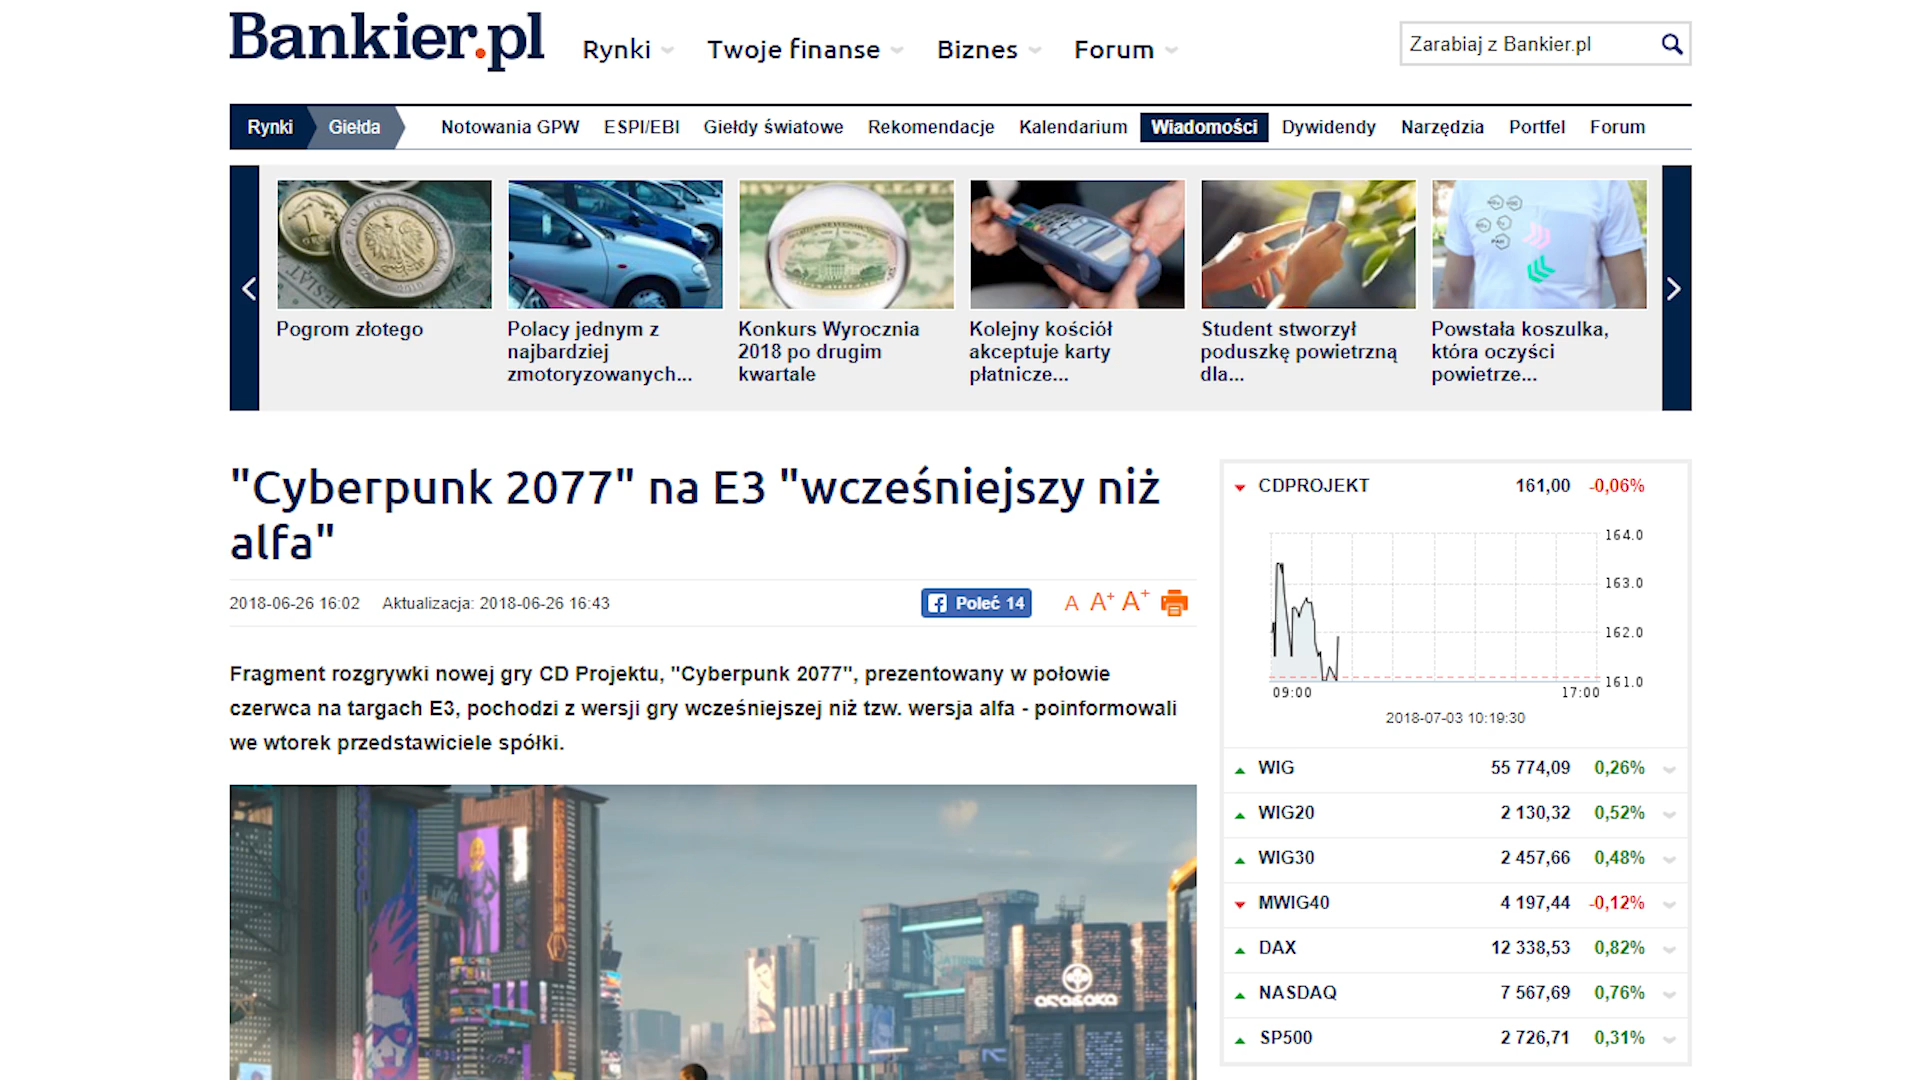 Bankier.pl
Rynki
Twoje finanse
Biznes
Forum
Zarabiaj z Bankier.pl
Rynki
Giełda
Notowania GPW
ESPI/EBI
Giełdy światowe
Rekomendacje
Kalendarium
Wiadomości
Dywidendy
Narzędzia
Portfel
Forum
Pogrom złotego
Polacy jednym z
najbardziej
zmotoryzowanych...
Konkurs Wyrocznia
2018 po drugim
kwartale
Kolejny kościół
akceptuje karty
płatnicze...
Student stworzył
poduszkę powietrzną
dla...
Powstała koszulka,
która oczyści
powietrze...
"Cyberpunk 2077" na E3 "wcześniejszy niż
alfa"
2018-06-26 16:02 Aktualizacja: 2018-06-26 16:43
Poleć 14
A A+ A+
Fragment rozgrywki nowej gry CD Projektu, "Cyberpunk 2077", prezentowany w połowie
czerwca na targach E3, pochodzi z wersji gry wcześniejszej niż tzw. wersja alfa - poinformowali
we wtorek przedstawiciele spółki.
arasaka
CDPROJEKT 161,00 -0,06%
164.0
163.0
162.0
161.0
09:00 17:00
2018-07-03 10:19:30
WIG 55 774,09 0,26%
WIG20 2 130,32 0,52%
WIG30 2 457,66 0,48%
MWIG40 4 197,44 -0,12%
DAX 12 338,53 0,82%
NASDAQ 7 567,69 0,76%
SP500 2 726,71 0,31%